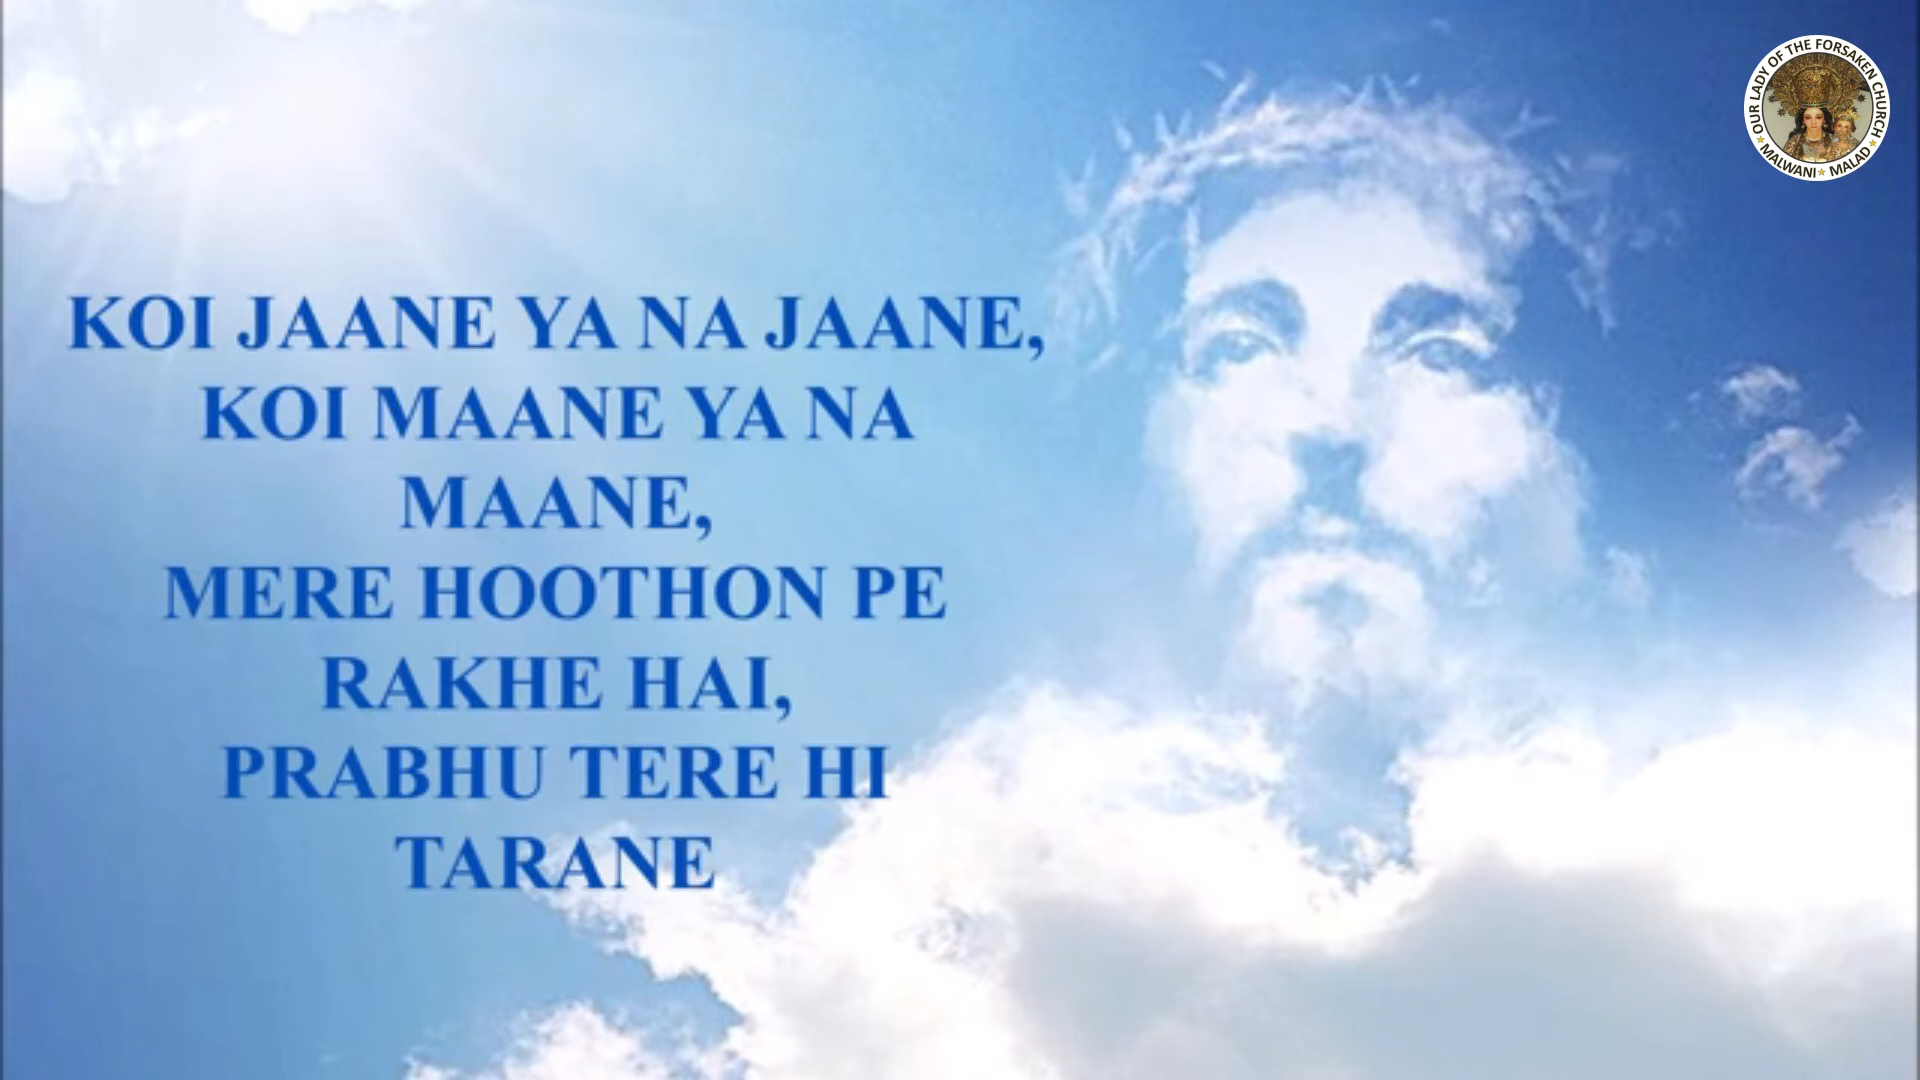 KOI JAANE YA NA JAANE,
KOI MAANE YA NA
MAANE,
MERE HOOTHON PE
RAKHE HAI,
PRABHU TERE HI
TARANE
OUR LADY OF THE FORSAKEN CHURCH
MALWANI MALAD